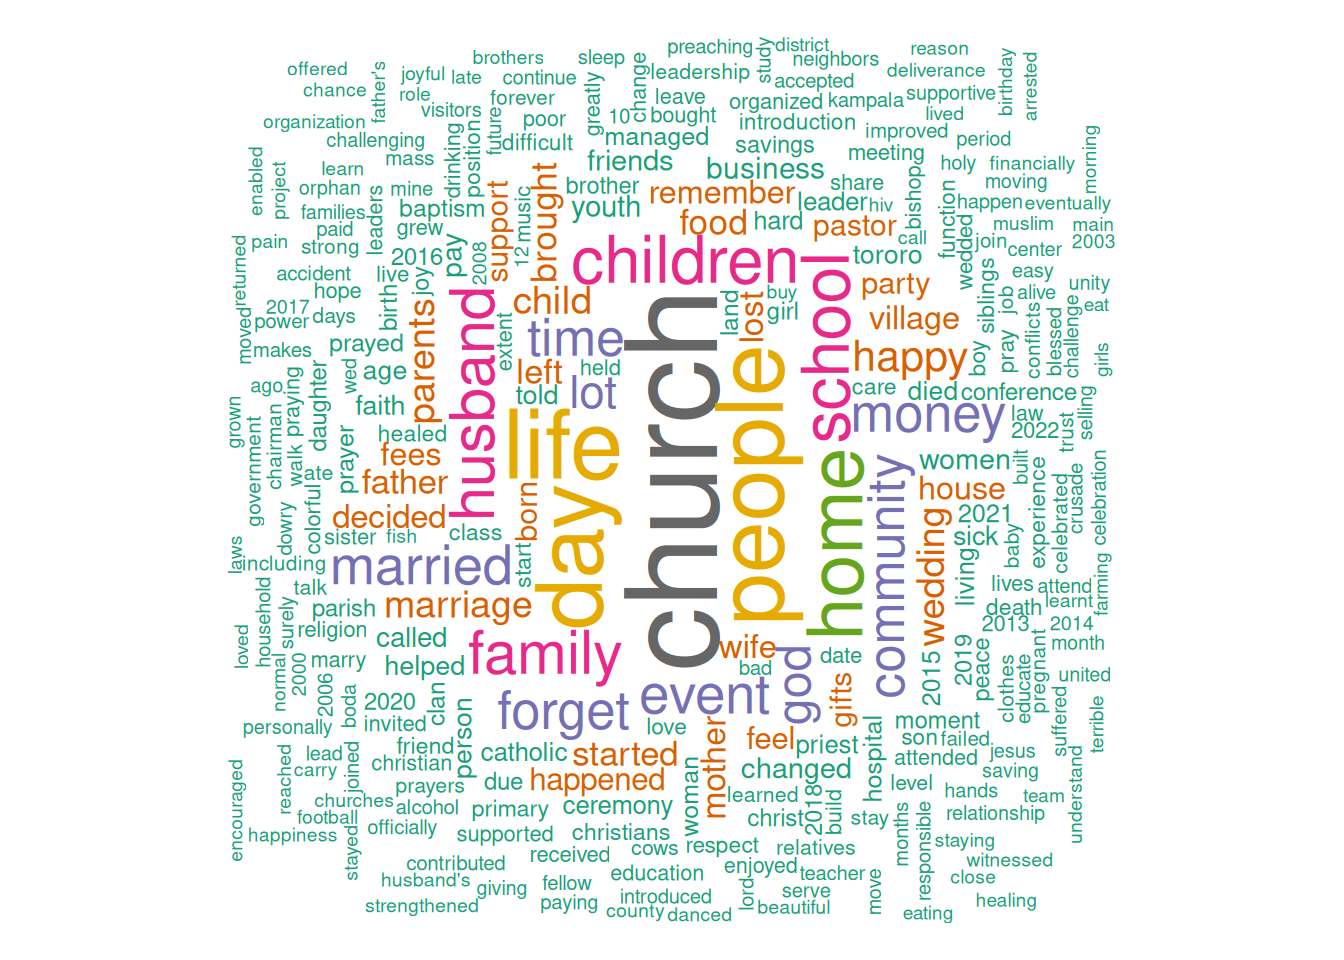 church
people
life
day
home
children
school
husband
family
married
time
lot
money
community
god
event
forget
happy
village
party
pastor
food
remember
brought
support
child
parents
left
lost
fees
father
decided
born
marriage
wife
house
wedding
gifts
feel
mother
started
happened
preaching
district
brothers
sleep
neighbors
reason
offered
father's
joyful
late
continue
change
leadership
study
accepted
deliverance
birthday
arrested
chance
role
visitors
forever
greatly
leave
organized
kampala
supportive
organization
poor
10
bought
introduction
lived
challenging
drinking
position
future
difficult
managed
savings
improved
period
morning
enabled
project
learn
mass
friends
business
meeting
holy
financially
orphan
mine
12
music
brother
share
bishop
moving
families
leaders
baptism
youth
leader
hiv
function
happen
eventually
paid
grew
hard
call
wedded
muslim
main
pain
strong
2016
pay
2008
tororo
join
center
2003
returned
accident
live
joy
siblings
easy
unity
2017
hope
birth
extent
land
buy
girl
job
alive
eat
moved
power
days
boy
pray
conflicts
blessed
challenge
girls
makes
prayed
wed
held
care
died
conference
ago
age
told
law
trust
selling
grown
praying
daughter
faith
2022
government
chairman
walk
healed
women
built
experience
crusade
celebration
ate
prayer
2021
dowry
colorful
sister
fish
class
sick
baby
celebrated
laws
including
start
living
lives
attend
farming
talk
death
learnt
household
surely
parish
2013
2014
loved
religion
called
month
normal
2000
marry
helped
bad
date
2015
2019
peace
clothes
educate
pregnant
united
2006
boda
2020
clan
person
love
personally
invited
moment
suffered
terrible
friend
catholic
priest
hospital
son
failed
lead
christian
changed
attended
jesus
carry
joined
reached
prayers
due
woman
learned
2018
level
saving
encouraged
churches
alcohol
primary
ceremony
build
hands
team
understand
football
christ
stay
relationship
happiness
officially
supported
christians
months
responsible
staying
stayed
received
cows
respect
relatives
witnessed
contributed
education
enjoyed
teacher
move
close
husband's
giving
fellow
introduced
lord
serve
healing
strengthened
paying
county
danced
beautiful
eating